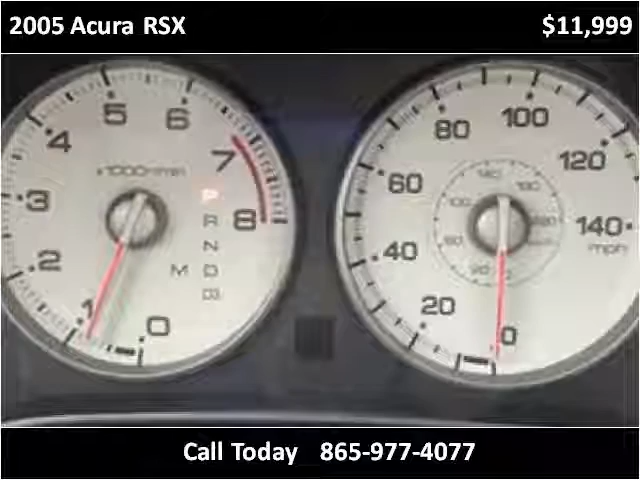 2005 Acura RSX $11,999
5 6
4 7
x1000r/min
3 P
R 8
N
2 M D
D3
1 0
80 100
60 120
40 140
mph
20 0
Call Today 865-977-4077